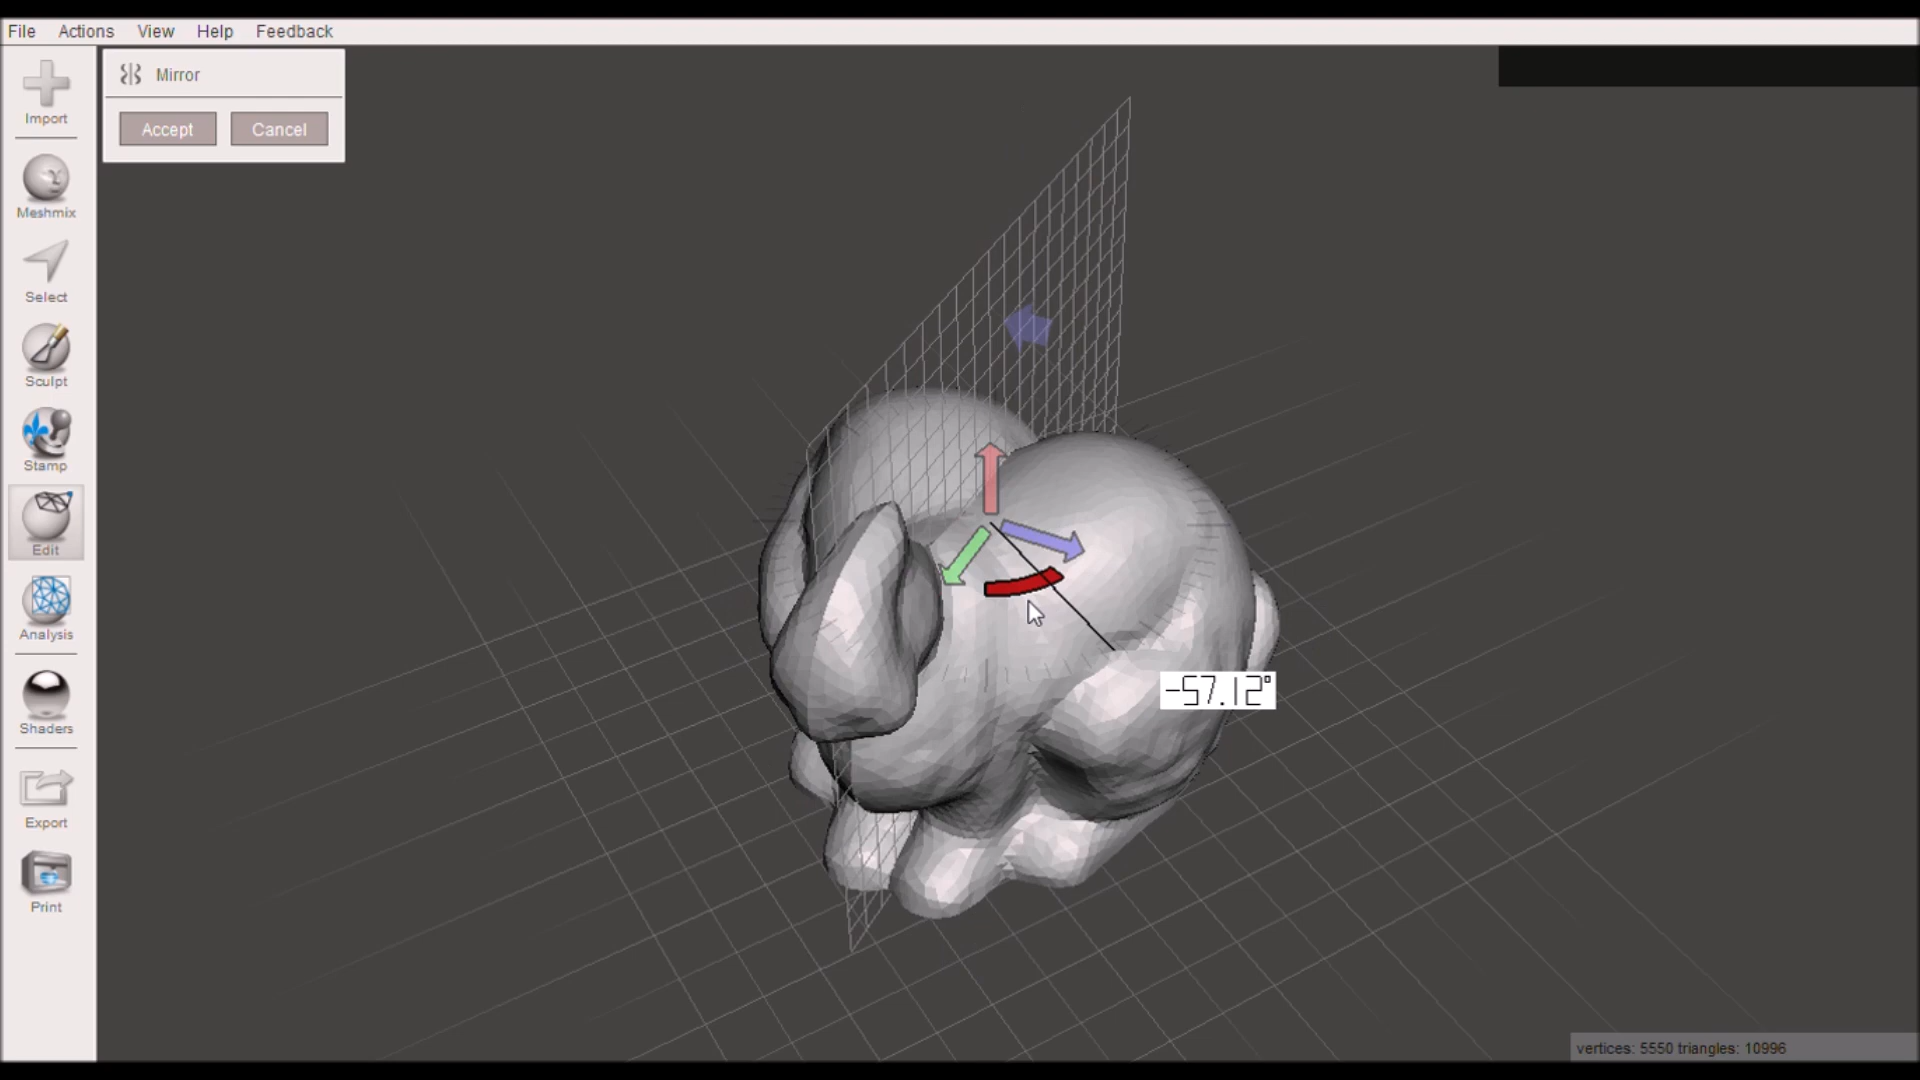 File Actions View Help Feedback
Mirror
Accept Cancel
Import
Meshmix
Select
Sculpt
Stamp
Edit
Analysis
Shaders
Export
Print
-57.12°
vertices: 5550 triangles: 10996